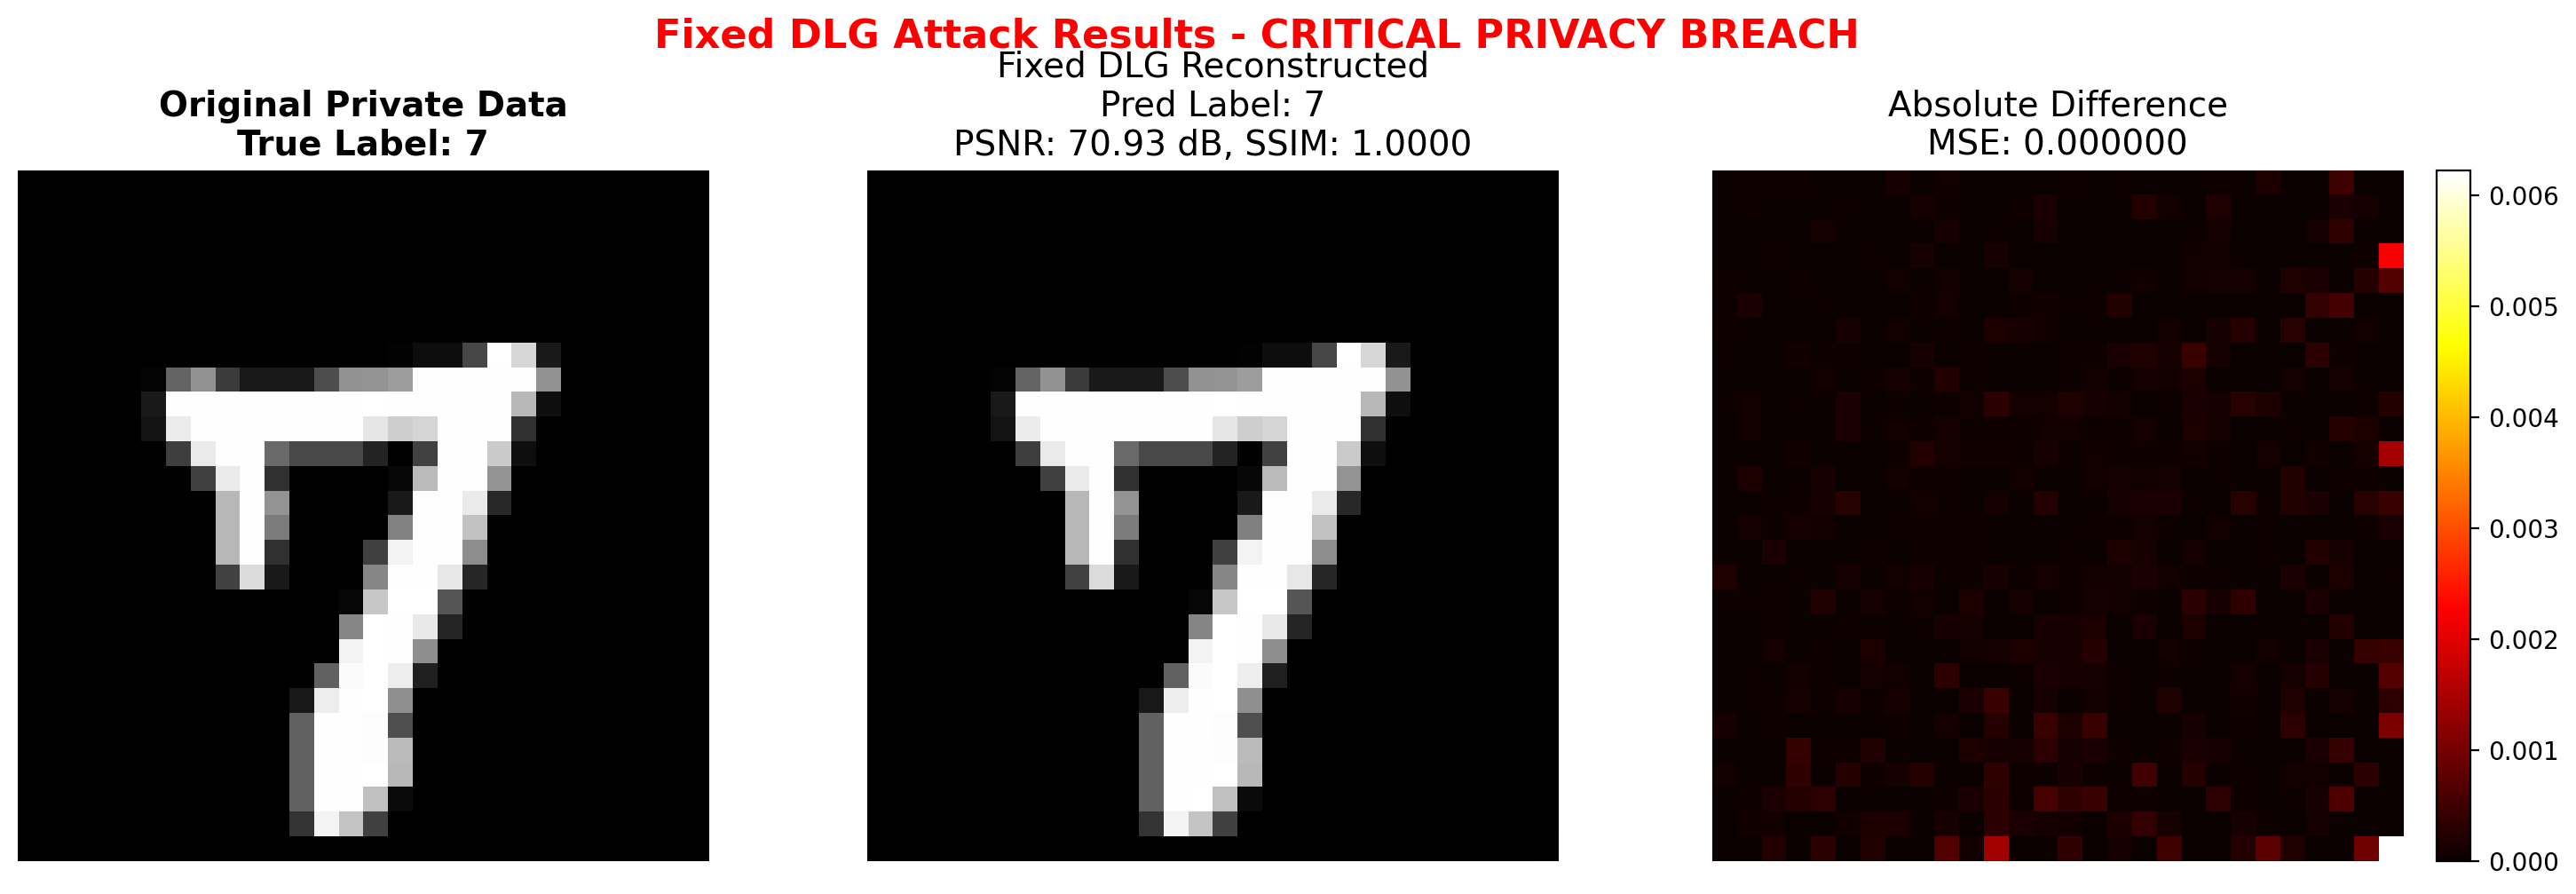 Fixed DLG Attack Results - CRITICAL PRIVACY BREACH
Original Private Data
True Label: 7
Fixed DLG Reconstructed
Pred Label: 7
PSNR: 70.93 dB, SSIM: 1.0000
Absolute Difference
MSE: 0.000000
7
7
0.006
0.005
0.004
0.003
0.002
0.001
0.000